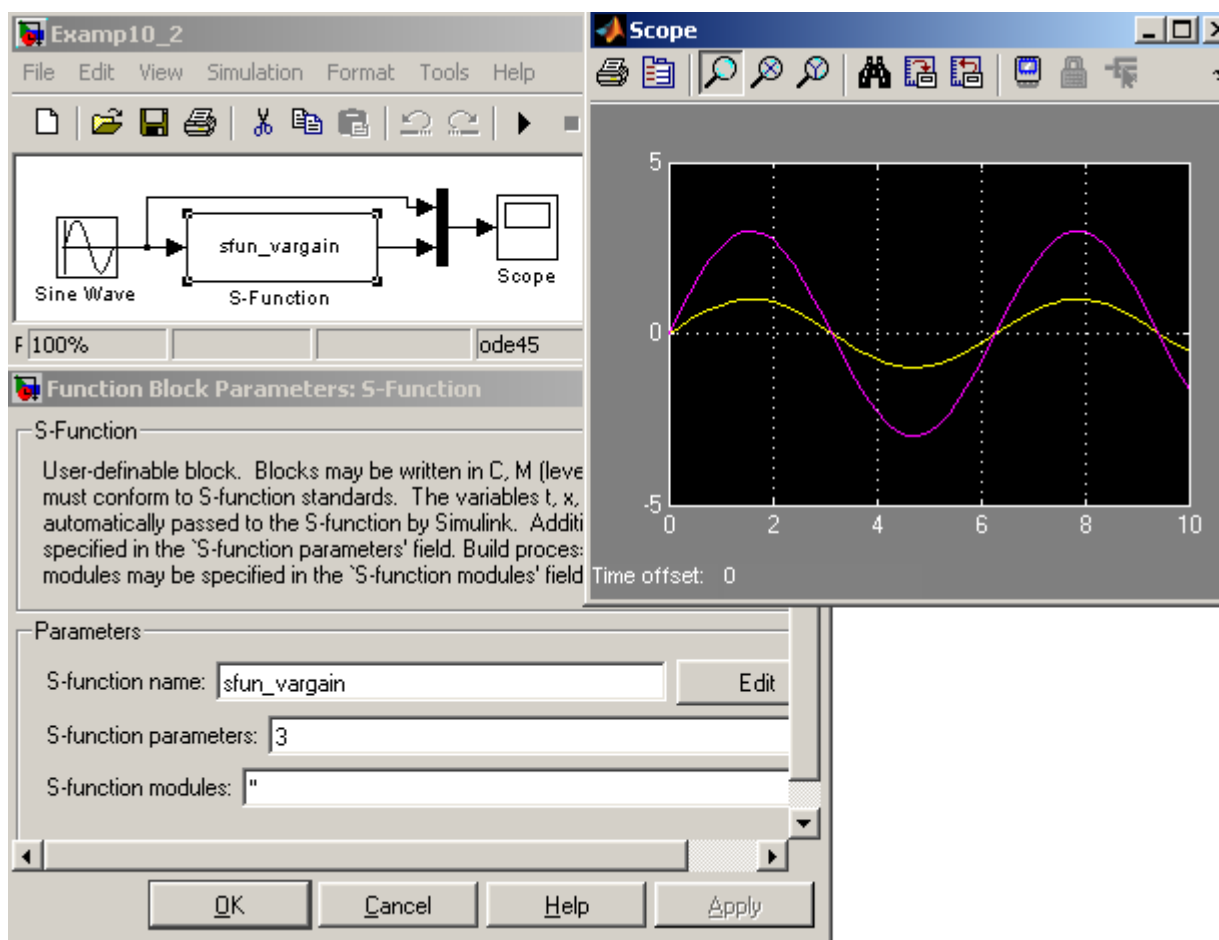 Examp10_2
File Edit View Simulation Format Tools Help
sfun_vargain
Sine Wave
S-Function
Scope
100%
ode45
Scope
5
0
-5
0 2 4 6 8 10
Time offset: 0
Function Block Parameters: S-Function
S-Function
User-definable block. Blocks may be written in C, M (leve
must conform to S-function standards. The variables t, x,
automatically passed to the S-function by Simulink. Additi
specified in the `S-function parameters' field. Build proces
modules may be specified in the `S-function modules' field
Parameters
S-function name: sfun_vargain Edit
S-function parameters: 3
S-function modules: ''
OK Cancel Help Apply